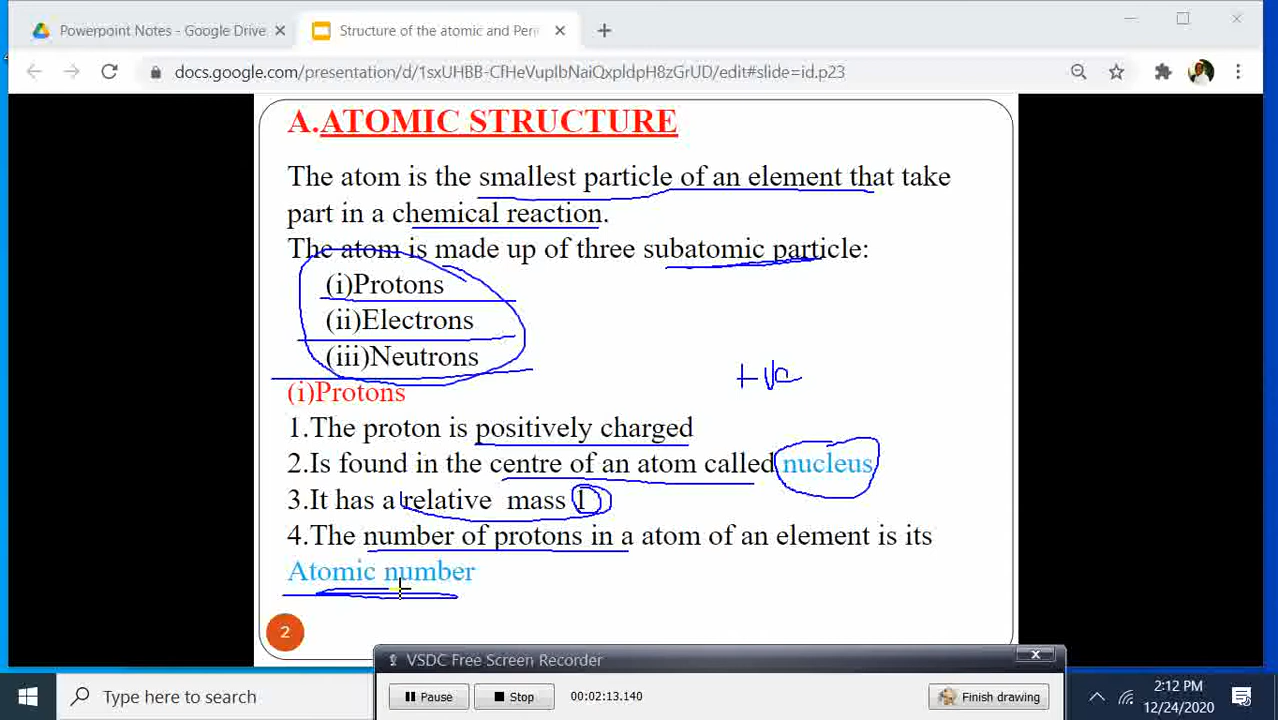 Powerpoint Notes - Google Drive
Structure of the atomic and Peri
docs.google.com/presentation/d/1sxUHBB-CfHeVupIbNaiQxpldpH8zGrUD/edit#slide=id.p23
A.ATOMIC STRUCTURE
The atom is the smallest particle of an element that take
part in a chemical reaction.
The atom is made up of three subatomic particle:
(i)Protons
(ii)Electrons
(iii)Neutrons
+ve
(i)Protons
1.The proton is positively charged
2.Is found in the centre of an atom called nucleus
3.It has a relative mass 1
4.The number of protons in a atom of an element is its
Atomic number
2
VSDC Free Screen Recorder
Pause Stop 00:02:13.140 Finish drawing
Type here to search
2:12 PM
12/24/2020